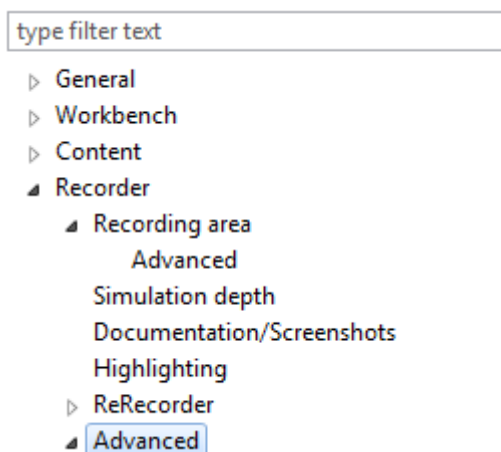 type filter text
General
Workbench
Content
Recorder
Recording area
Advanced
Simulation depth
Documentation/Screenshots
Highlighting
ReRecorder
Advanced